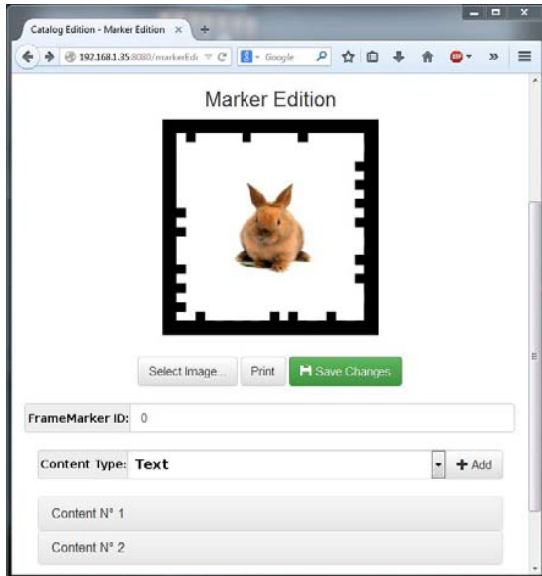 Catalog Edition - Marker Edition × +
192.168.1.35:8080/markerEdi
Google
Marker Edition
Select Image...
Print
Save Changes
FrameMarker ID: 0
Content Type: Text
+ Add
Content N° 1
Content N° 2